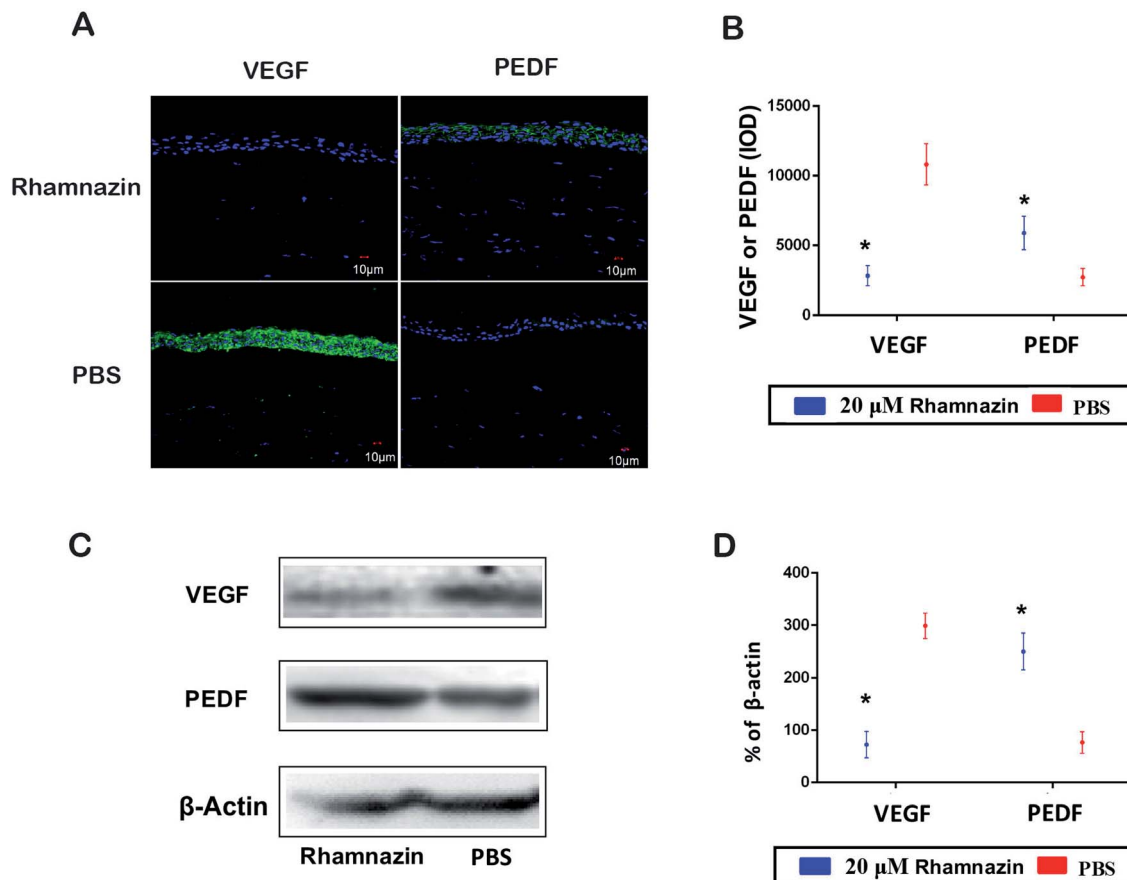 A
VEGF PEDF
Rhamnazin
10μm 10μm
PBS
10μm 10μm
B
VEGF or PEDF (IOD)
15000
10000
5000
0
* *
VEGF PEDF
20 μM Rhamnazin PBS
C
VEGF
PEDF
β-Actin
Rhamnazin PBS
D
% of β-actin
400
300
200
100
0
* *
VEGF PEDF
20 μM Rhamnazin PBS